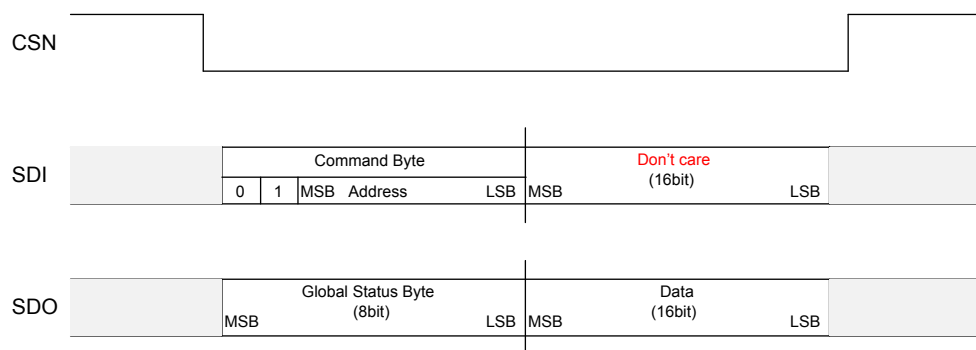 CSN
SDI
Command Byte
0 1 MSB Address LSB
Don't care
(16bit)
MSB LSB
SDO
Global Status Byte
(8bit)
MSB LSB
Data
(16bit)
MSB LSB